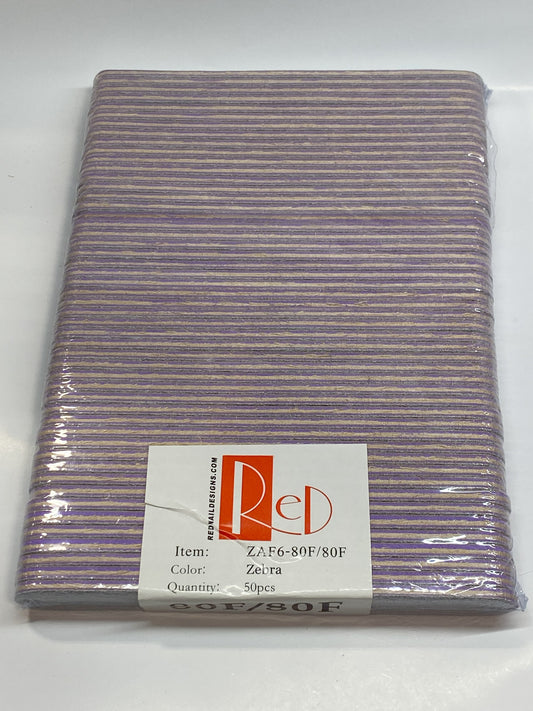 REDNAILDESIGNS.COM
RED
Item: ZAF6-80F/80F
Color: Zebra
Quantity: 50pcs
80F/80F